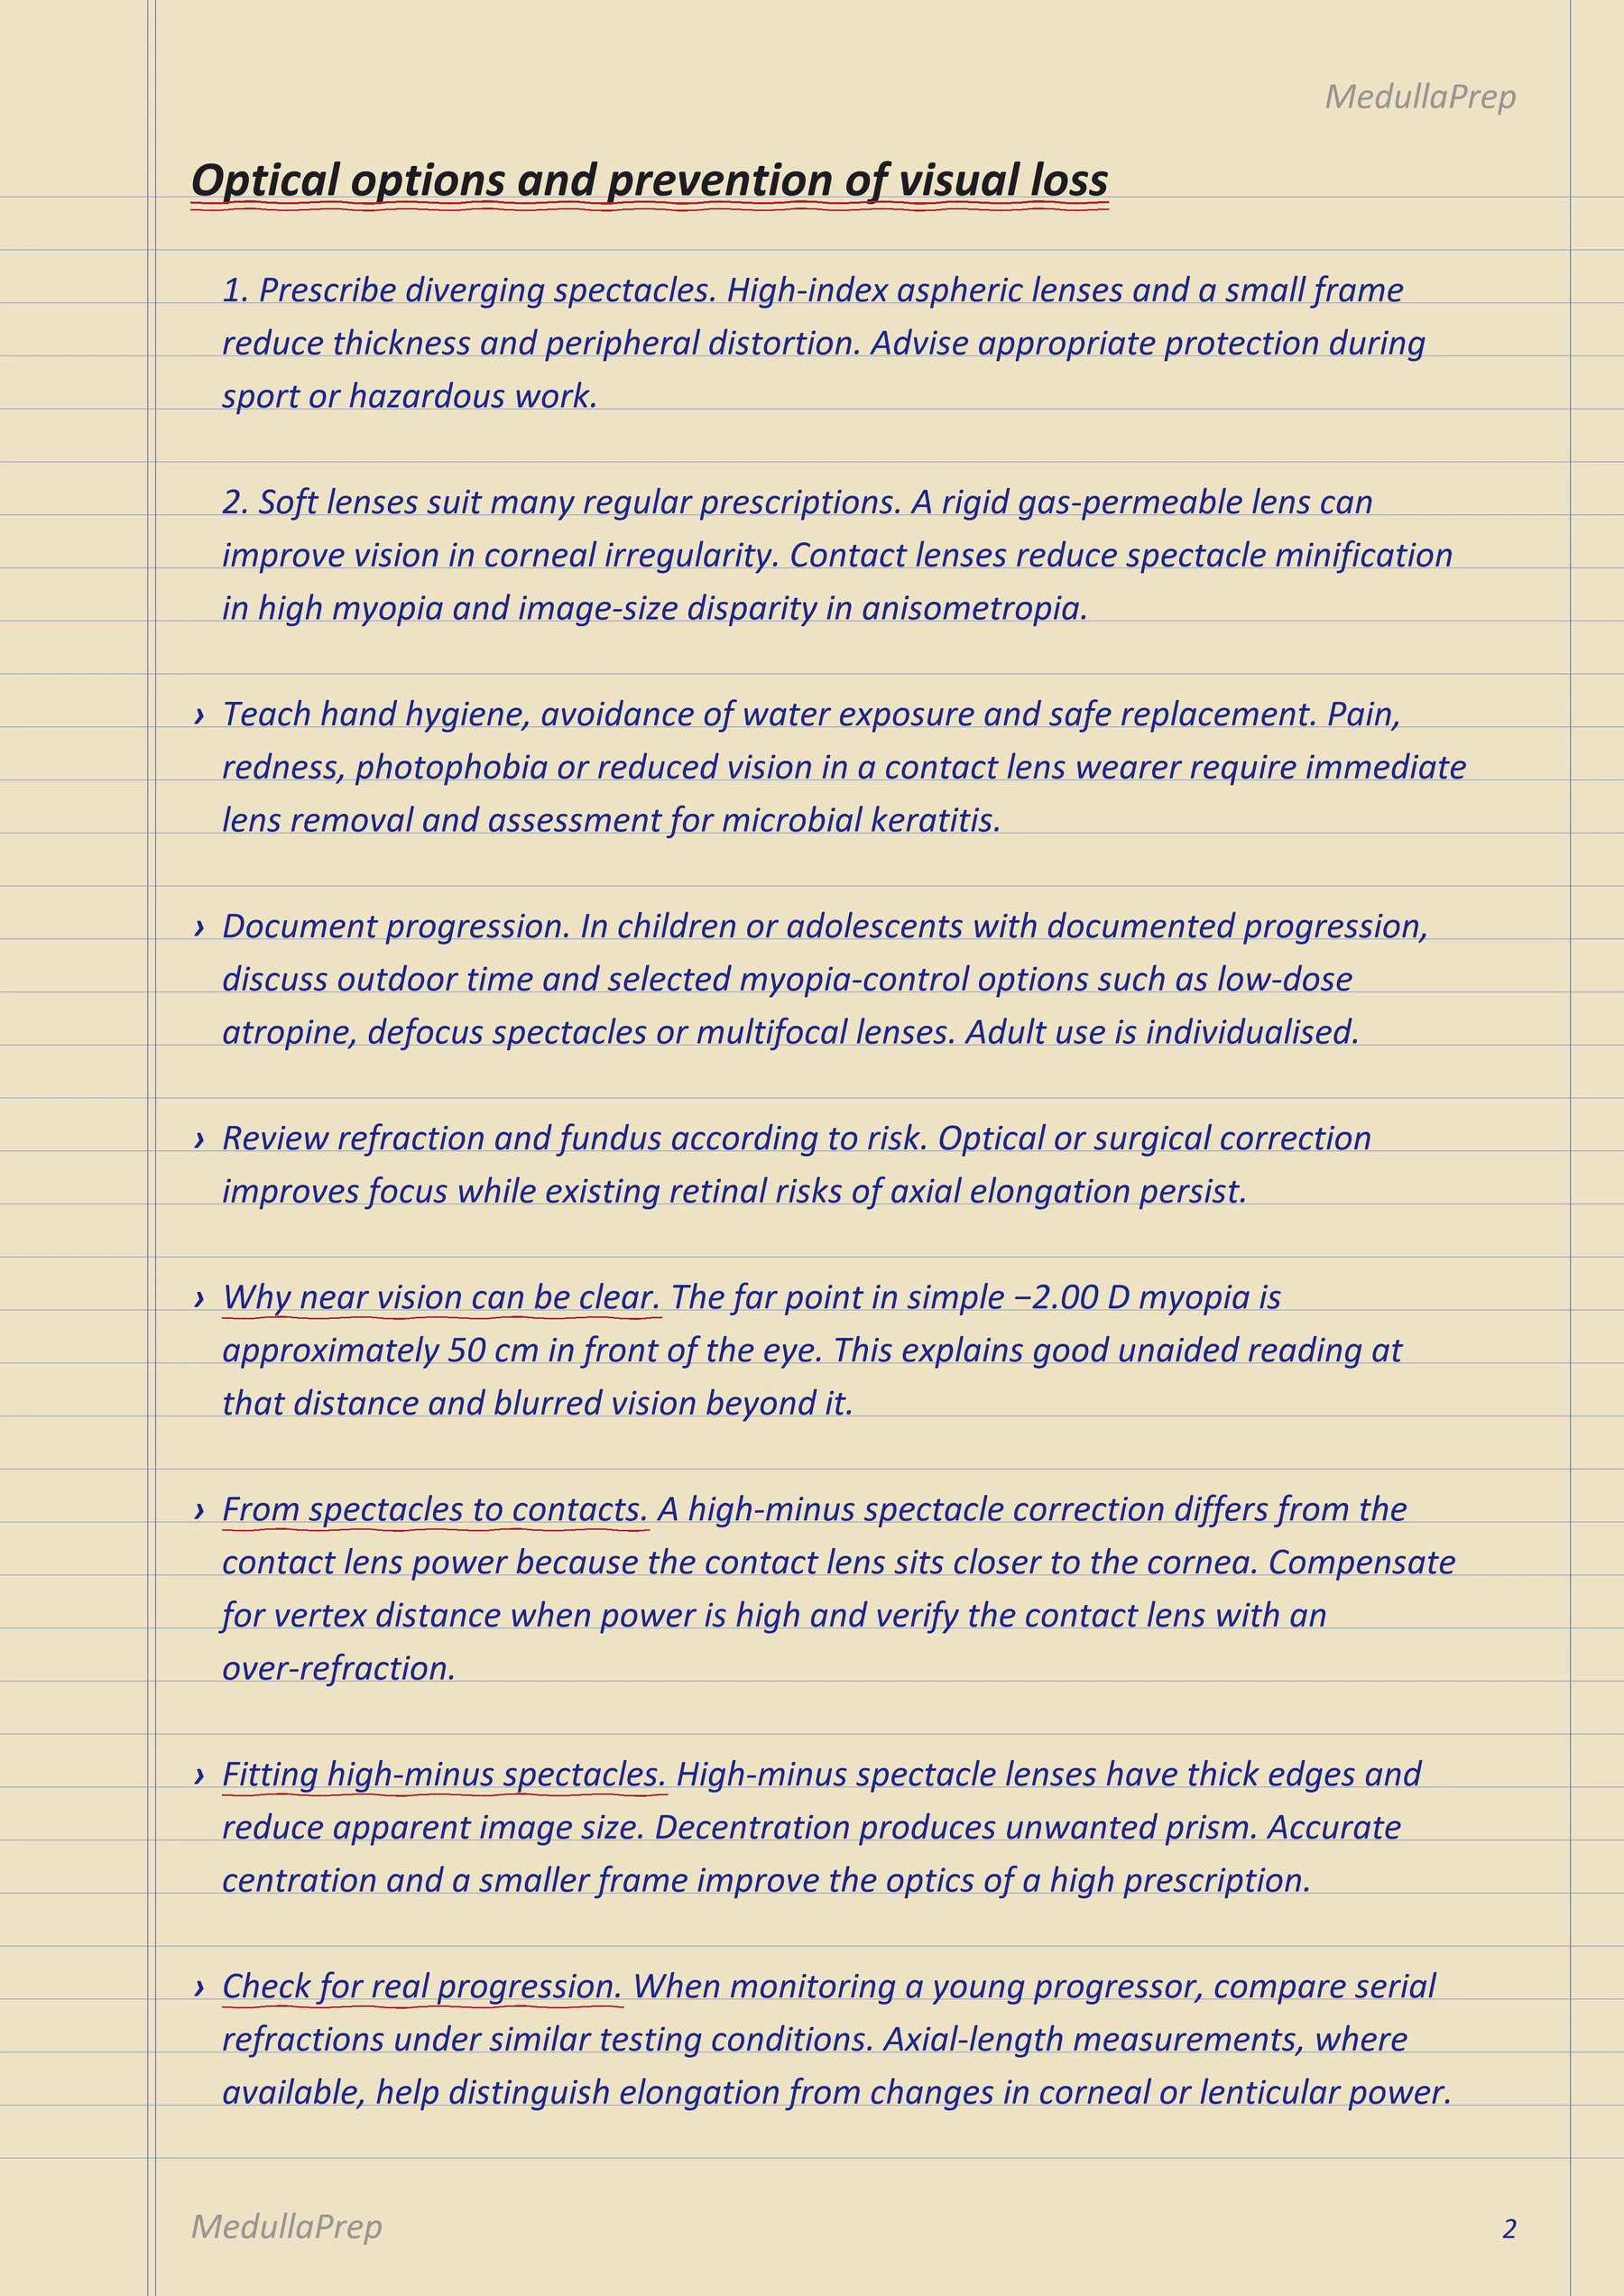 MedullaPrep
Optical options and prevention of visual loss
1. Prescribe diverging spectacles. High-index aspheric lenses and a small frame
reduce thickness and peripheral distortion. Advise appropriate protection during
sport or hazardous work.
2. Soft lenses suit many regular prescriptions. A rigid gas-permeable lens can
improve vision in corneal irregularity. Contact lenses reduce spectacle minification
in high myopia and image-size disparity in anisometropia.
› Teach hand hygiene, avoidance of water exposure and safe replacement. Pain,
redness, photophobia or reduced vision in a contact lens wearer require immediate
lens removal and assessment for microbial keratitis.
› Document progression. In children or adolescents with documented progression,
discuss outdoor time and selected myopia-control options such as low-dose
atropine, defocus spectacles or multifocal lenses. Adult use is individualised.
› Review refraction and fundus according to risk. Optical or surgical correction
improves focus while existing retinal risks of axial elongation persist.
› Why near vision can be clear. The far point in simple −2.00 D myopia is
approximately 50 cm in front of the eye. This explains good unaided reading at
that distance and blurred vision beyond it.
› From spectacles to contacts. A high-minus spectacle correction differs from the
contact lens power because the contact lens sits closer to the cornea. Compensate
for vertex distance when power is high and verify the contact lens with an
over-refraction.
› Fitting high-minus spectacles. High-minus spectacle lenses have thick edges and
reduce apparent image size. Decentration produces unwanted prism. Accurate
centration and a smaller frame improve the optics of a high prescription.
› Check for real progression. When monitoring a young progressor, compare serial
refractions under similar testing conditions. Axial-length measurements, where
available, help distinguish elongation from changes in corneal or lenticular power.
MedullaPrep
2